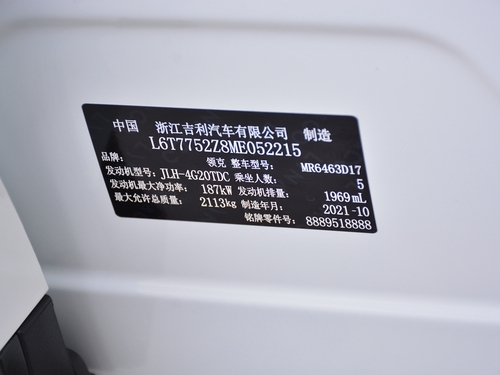 中国 浙江吉利汽车有限公司 制造
L6T7752Z8ME052215
品牌: 领克 整车型号: MR6463D17
发动机型号: JLH-4G20TDC 乘坐人数: 5
发动机最大净功率: 187kW 发动机排量: 1969mL
最大允许总质量: 2113kg 制造年月: 2021-10
铭牌零件号: 8889518888